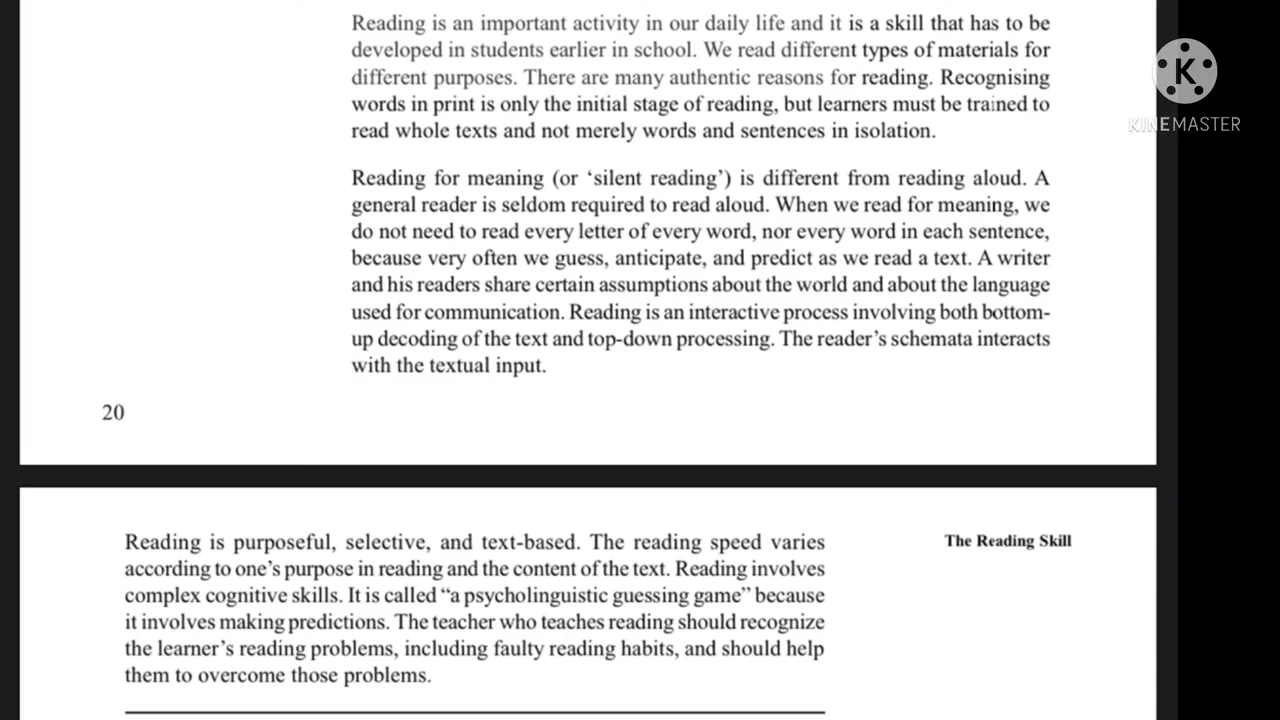 Reading is an important activity in our daily life and it is a skill that has to be
developed in students earlier in school. We read different types of materials for
different purposes. There are many authentic reasons for reading. Recognising
words in print is only the initial stage of reading, but learners must be trained to
read whole texts and not merely words and sentences in isolation.
Reading for meaning (or ‘silent reading’) is different from reading aloud. A
general reader is seldom required to read aloud. When we read for meaning, we
do not need to read every letter of every word, nor every word in each sentence,
because very often we guess, anticipate, and predict as we read a text. A writer
and his readers share certain assumptions about the world and about the language
used for communication. Reading is an interactive process involving both bottom-
up decoding of the text and top-down processing. The reader’s schemata interacts
with the textual input.
20
K
KINEMASTER
Reading is purposeful, selective, and text-based. The reading speed varies
according to one’s purpose in reading and the content of the text. Reading involves
complex cognitive skills. It is called “a psycholinguistic guessing game” because
it involves making predictions. The teacher who teaches reading should recognize
the learner’s reading problems, including faulty reading habits, and should help
them to overcome those problems.
The Reading Skill